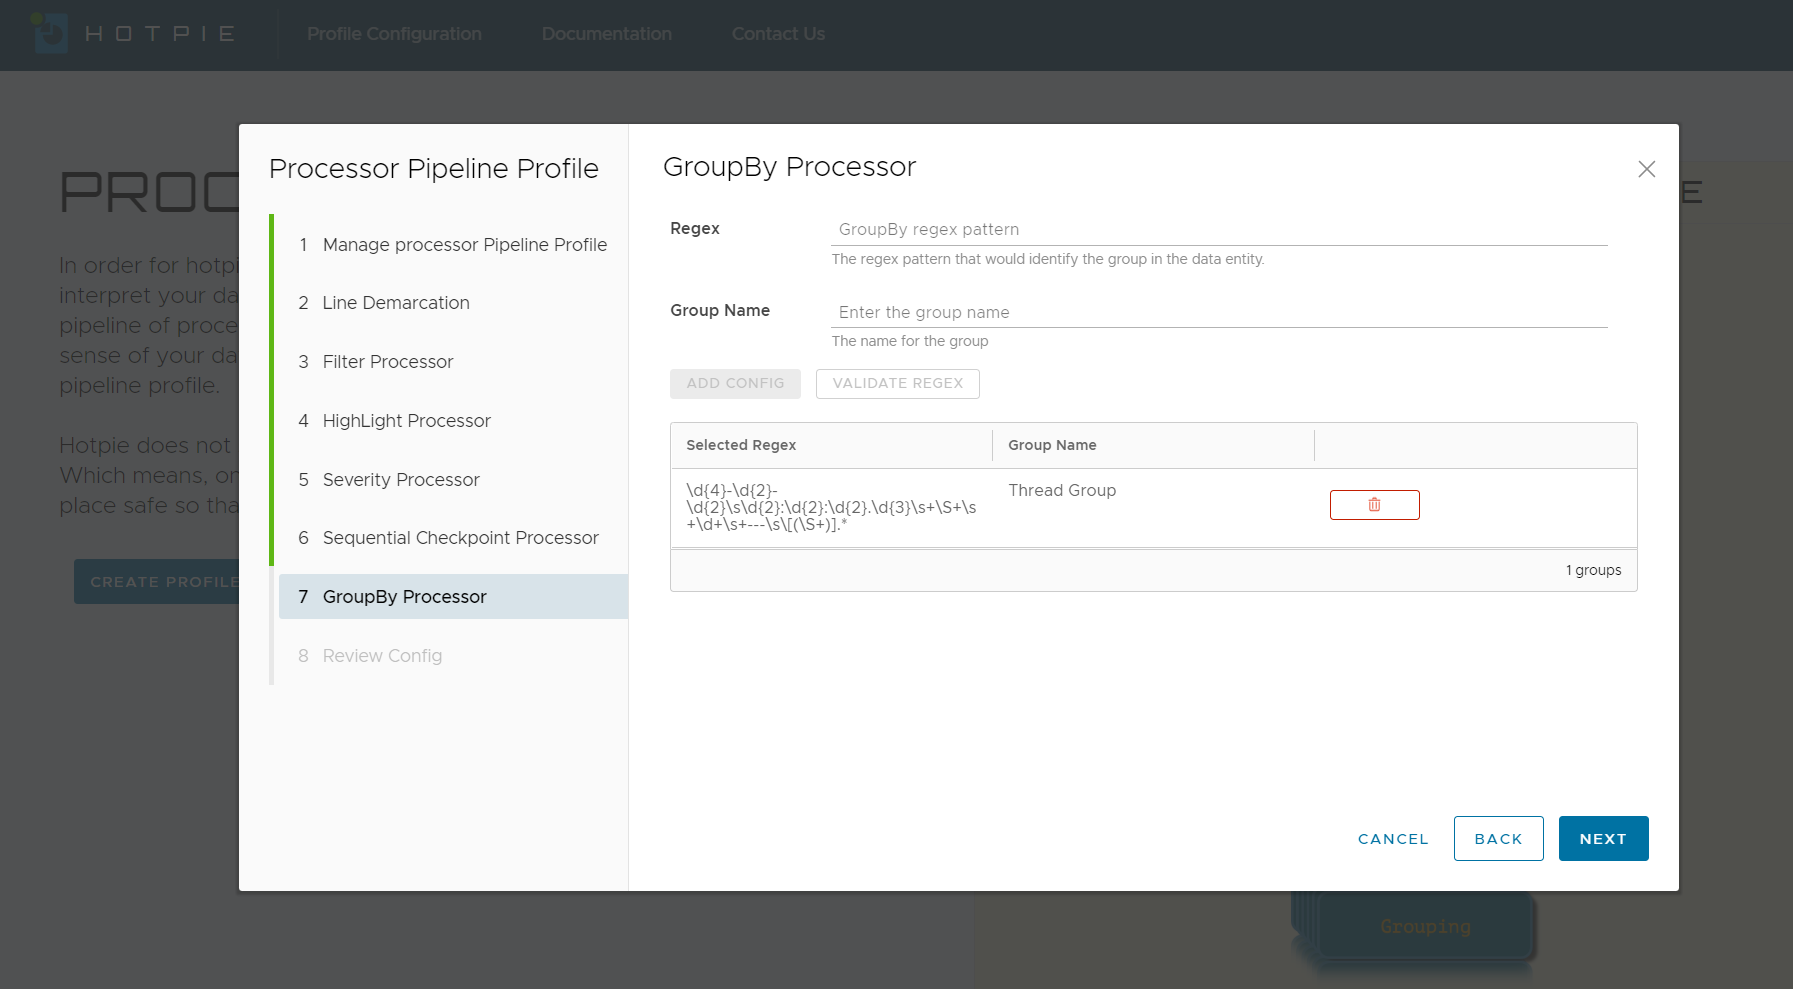 HOTPIE
Profile Configuration
Documentation
Contact Us
PROC
E
In order for hotpi
interpret your da
pipeline of proce
sense of your da
pipeline profile.
Hotpie does not
Which means, on
place safe so tha
CREATE PROFILE
Processor Pipeline Profile
1 Manage processor Pipeline Profile
2 Line Demarcation
3 Filter Processor
4 HighLight Processor
5 Severity Processor
6 Sequential Checkpoint Processor
7 GroupBy Processor
8 Review Config
GroupBy Processor
Regex
GroupBy regex pattern
The regex pattern that would identify the group in the data entity.
Group Name
Enter the group name
The name for the group
ADD CONFIG
VALIDATE REGEX
Selected Regex
Group Name
\d{4}-\d{2}-
\d{2}\s\d{2}:\d{2}:\d{2}.\d{3}\s+\S+\s
+\d+\s+---\s\[(\S+)].*
Thread Group
1 groups
CANCEL
BACK
NEXT
Grouping